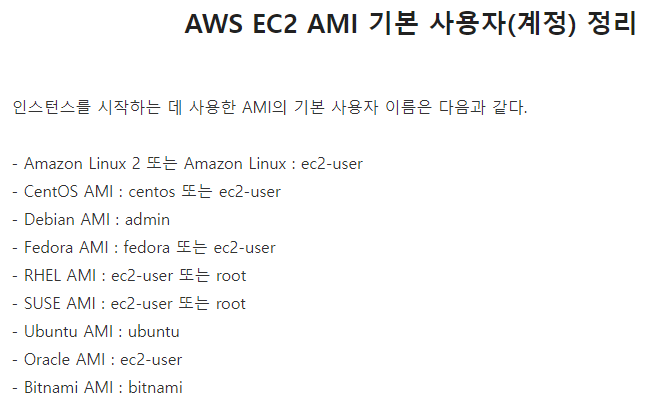 AWS EC2 AMI 기본 사용자(계정) 정리
인스턴스를 시작하는 데 사용한 AMI의 기본 사용자 이름은 다음과 같다.
- Amazon Linux 2 또는 Amazon Linux : ec2-user
- CentOS AMI : centos 또는 ec2-user
- Debian AMI : admin
- Fedora AMI : fedora 또는 ec2-user
- RHEL AMI : ec2-user 또는 root
- SUSE AMI : ec2-user 또는 root
- Ubuntu AMI : ubuntu
- Oracle AMI : ec2-user
- Bitnami AMI : bitnami